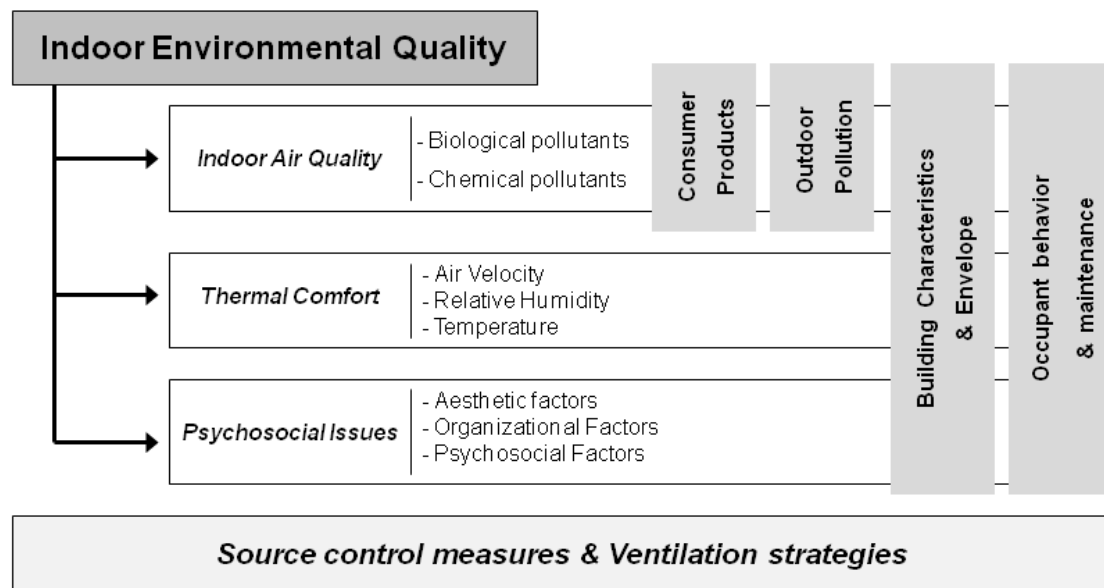 Indoor Environmental Quality
Indoor Air Quality
- Biological pollutants
- Chemical pollutants
Thermal Comfort
- Air Velocity
- Relative Humidity
- Temperature
Psychosocial Issues
- Aesthetic factors
- Organizational Factors
- Psychosocial Factors
Consumer
Products
Outdoor
Pollution
Building Characteristics
& Envelope
Occupant behavior
& maintenance
Source control measures & Ventilation strategies